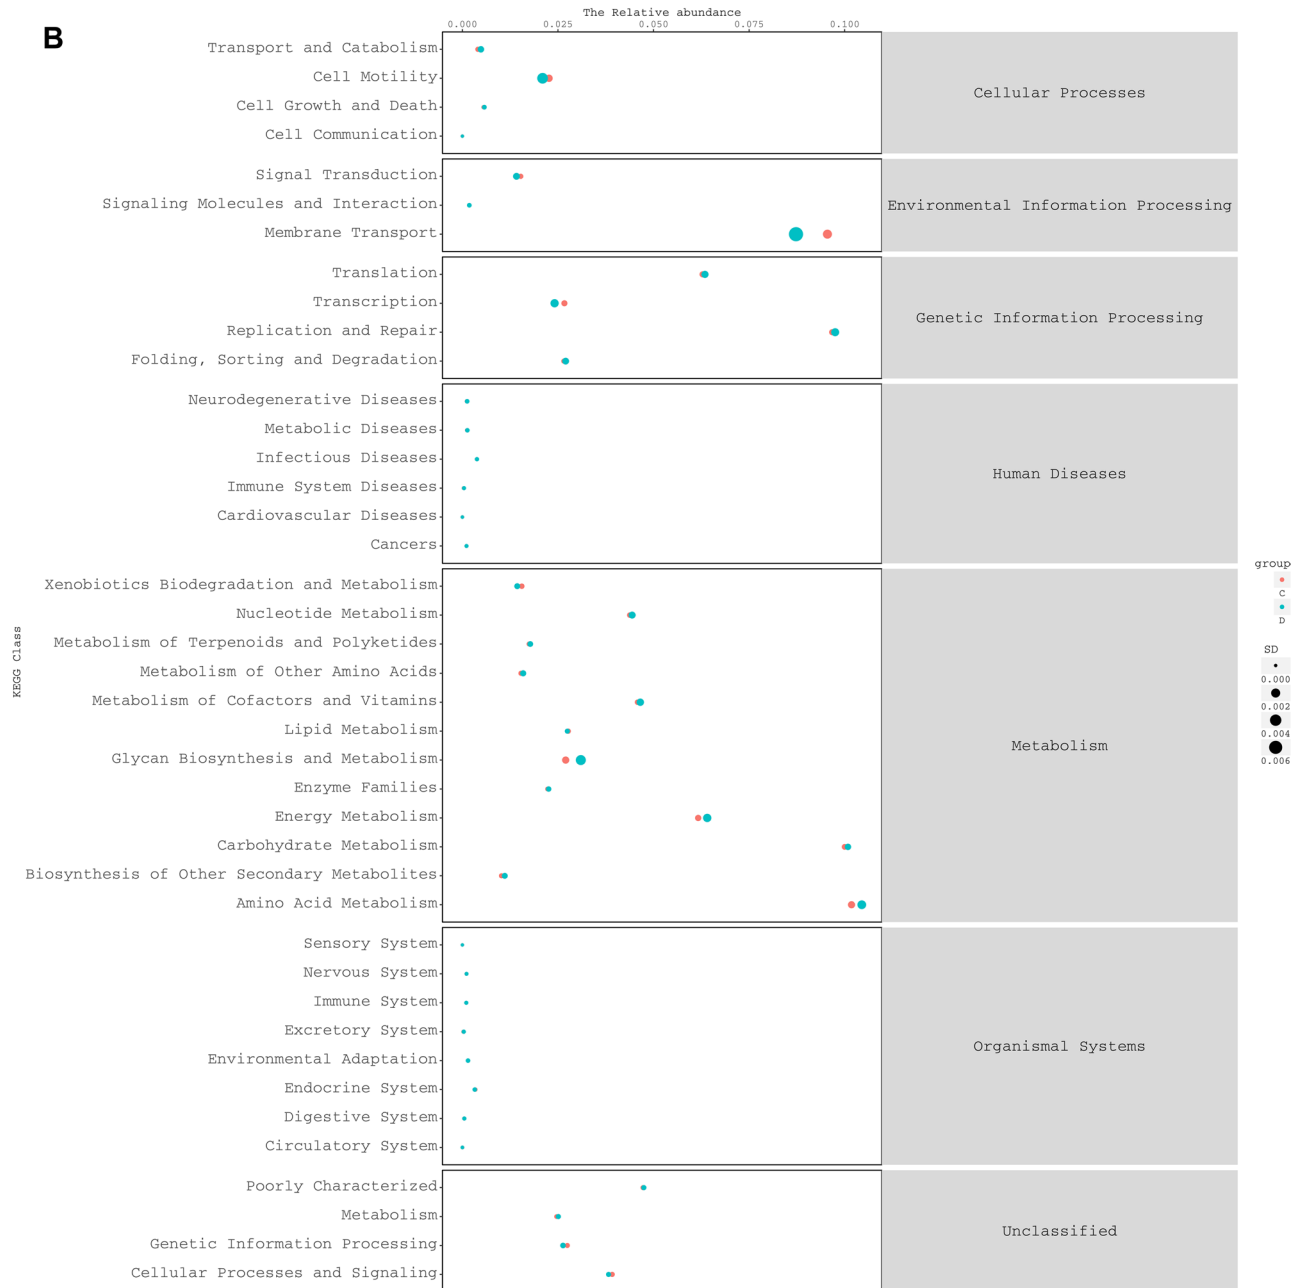 B
The Relative abundance
0.000 0.025 0.050 0.075 0.100
Transport and Catabolism
Cell Motility
Cell Growth and Death
Cell Communication
Cellular Processes
Signal Transduction
Signaling Molecules and Interaction
Membrane Transport
Environmental Information Processing
Translation
Transcription
Replication and Repair
Folding, Sorting and Degradation
Genetic Information Processing
Neurodegenerative Diseases
Metabolic Diseases
Infectious Diseases
Immune System Diseases
Cardiovascular Diseases
Cancers
Human Diseases
KEGG Class
Xenobiotics Biodegradation and Metabolism
Nucleotide Metabolism
Metabolism of Terpenoids and Polyketides
Metabolism of Other Amino Acids
Metabolism of Cofactors and Vitamins
Lipid Metabolism
Glycan Biosynthesis and Metabolism
Enzyme Families
Energy Metabolism
Carbohydrate Metabolism
Biosynthesis of Other Secondary Metabolites
Amino Acid Metabolism
Metabolism
Sensory System
Nervous System
Immune System
Excretory System
Environmental Adaptation
Endocrine System
Digestive System
Circulatory System
Organismal Systems
Poorly Characterized
Metabolism
Genetic Information Processing
Cellular Processes and Signaling
Unclassified
group
C
D
SD
0.000
0.002
0.004
0.006